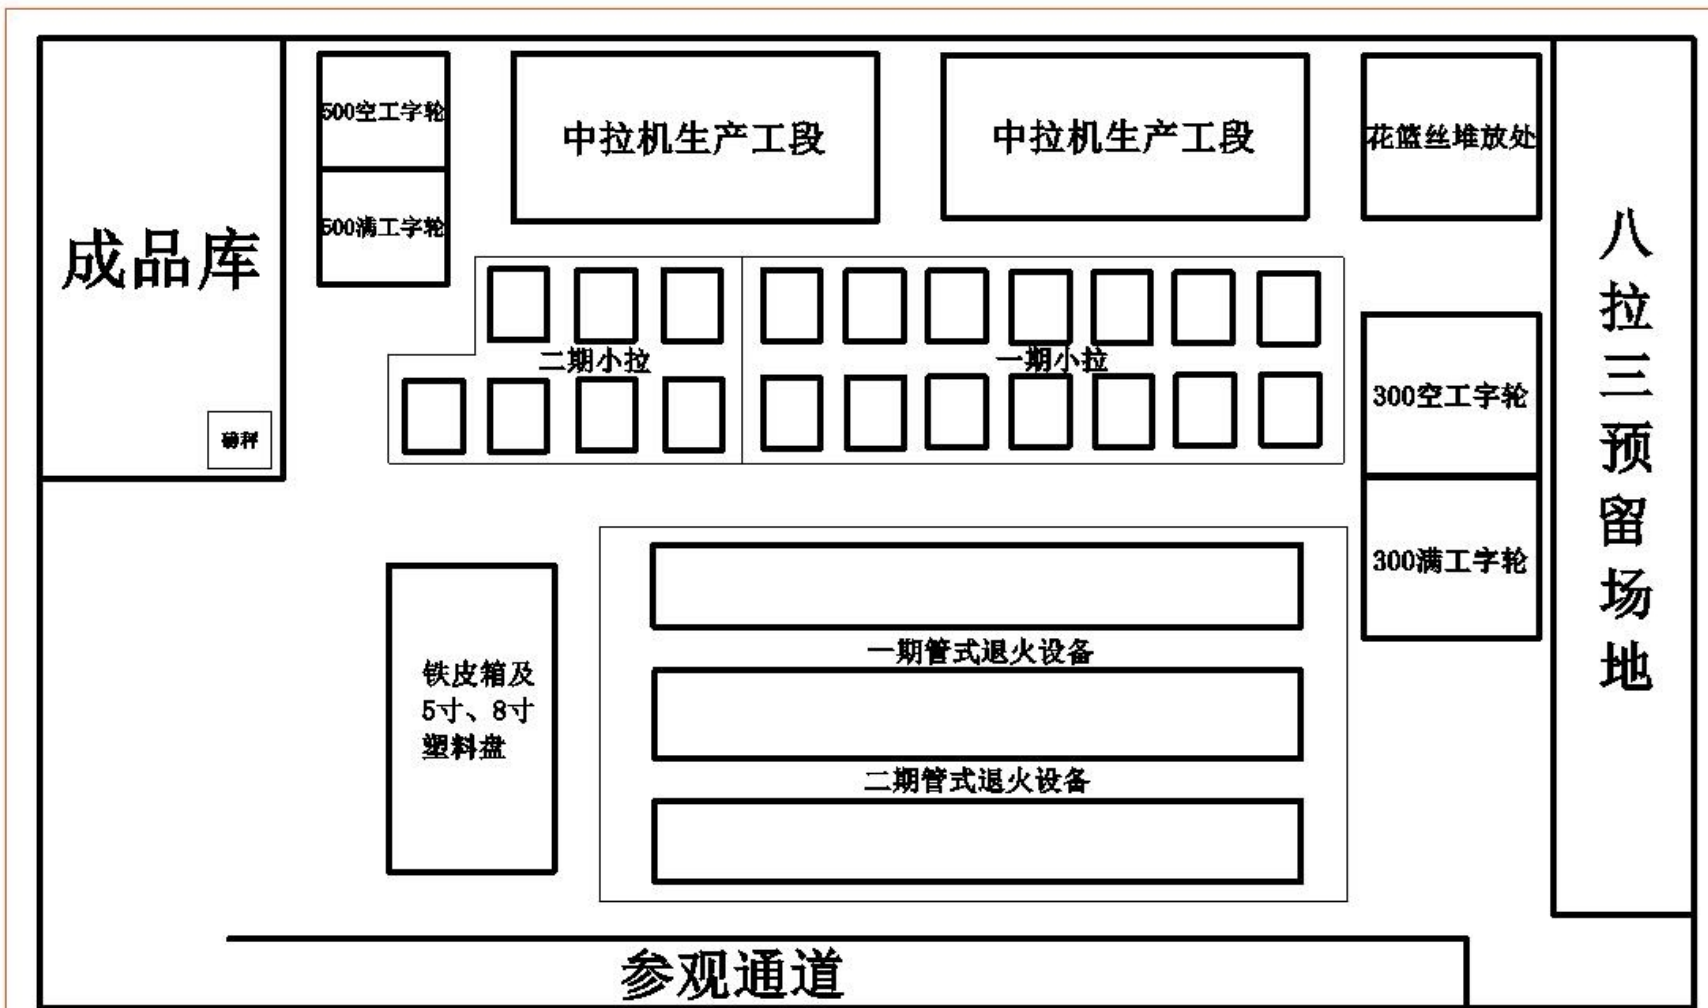 500空工字轮
中拉机生产工段
中拉机生产工段
花篮丝堆放处
500满工字轮
成品库
八拉三预留场地
二期小拉
一期小拉
300空工字轮
磅秤
300满工字轮
一期管式退火设备
铁皮箱及
5寸、8寸
塑料盘
二期管式退火设备
参观通道